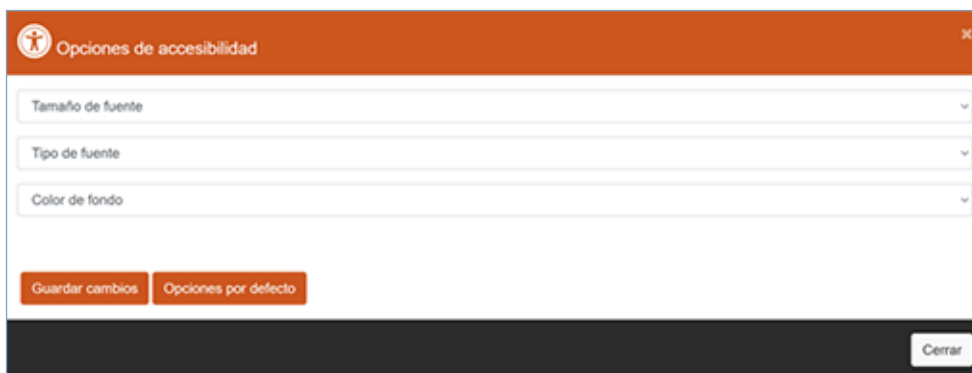 Opciones de accesibilidad
×
Tamaño de fuente
Tipo de fuente
Color de fondo
Guardar cambios Opciones por defecto
Cerrar